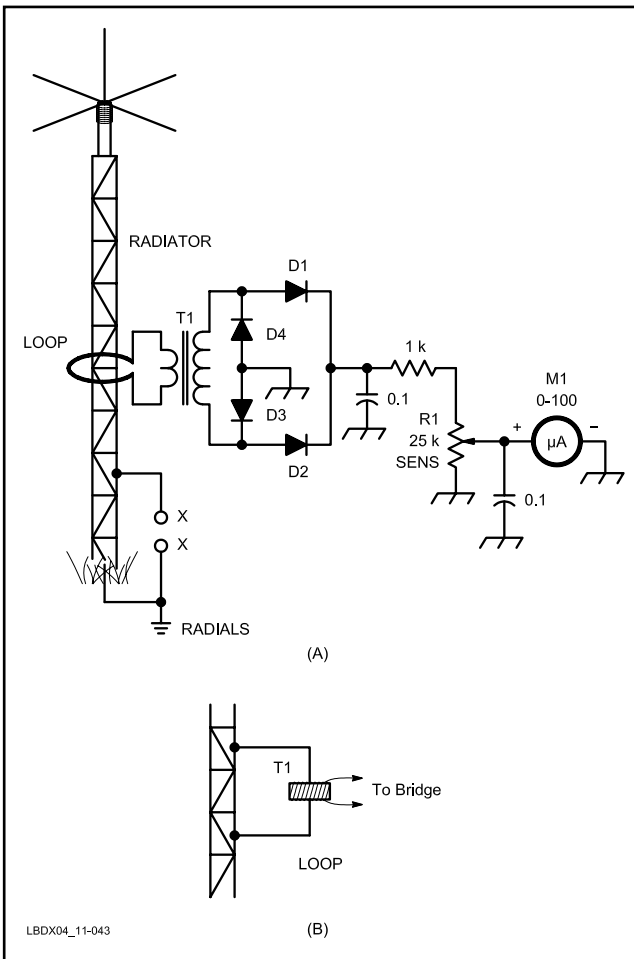 RADIATOR
D1
T1
LOOP
D4
1 k
M1
0-100
0.1
D3
R1
25 k
SENS
+
µA
–
D2
X
0.1
X
RADIALS
(A)
T1
To Bridge
LOOP
LBDX04_11-043
(B)